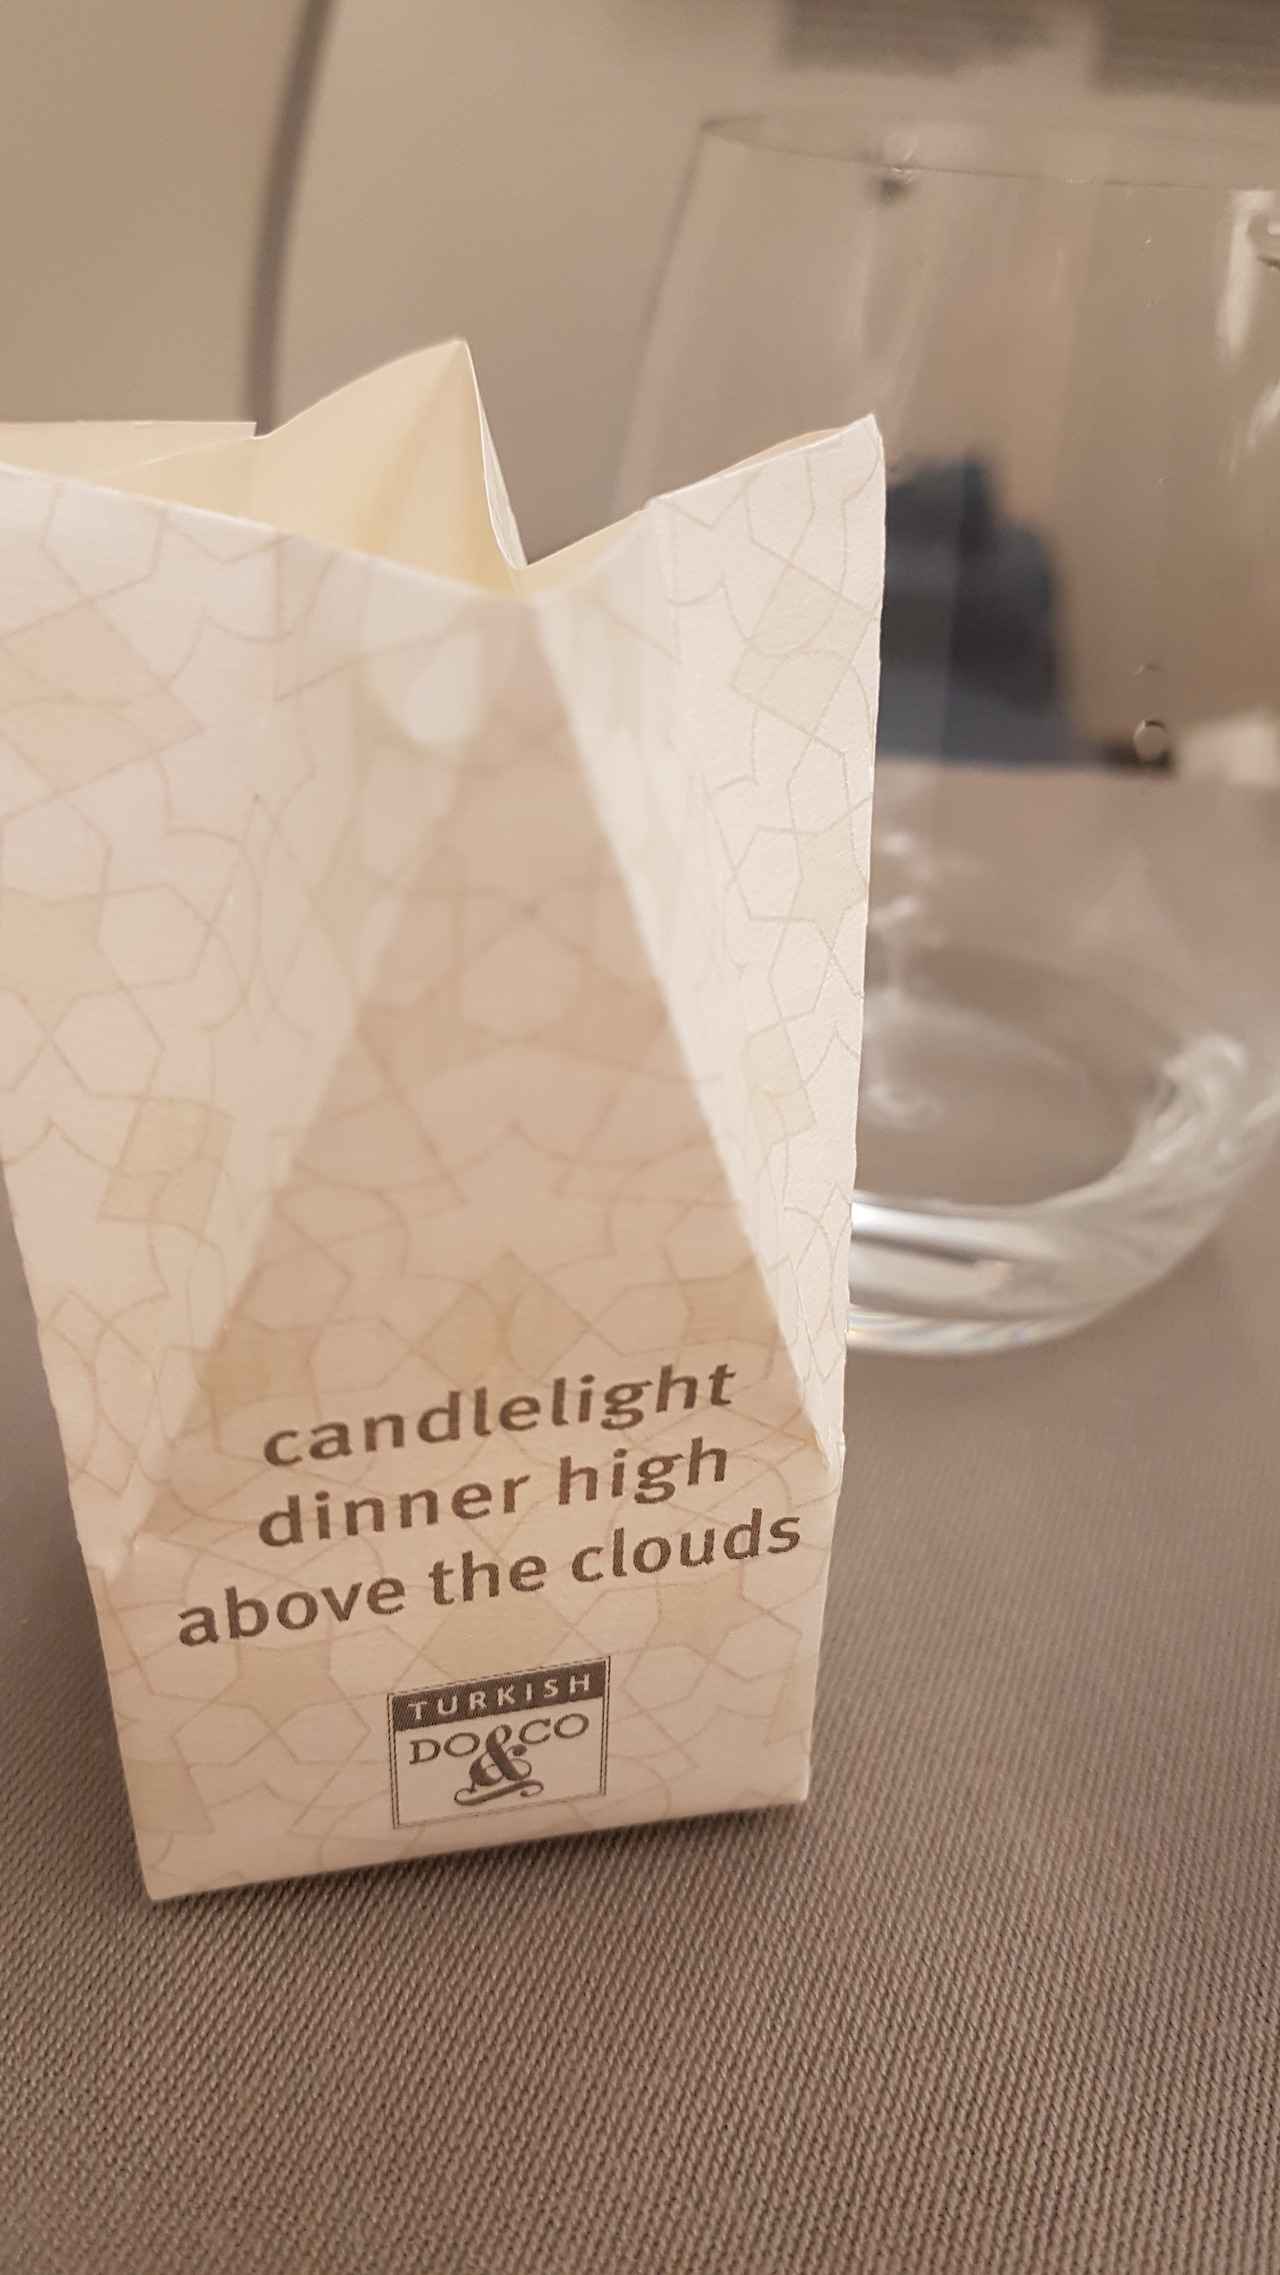 candlelight
dinner high
above the clouds
TURKISH
DO&CO